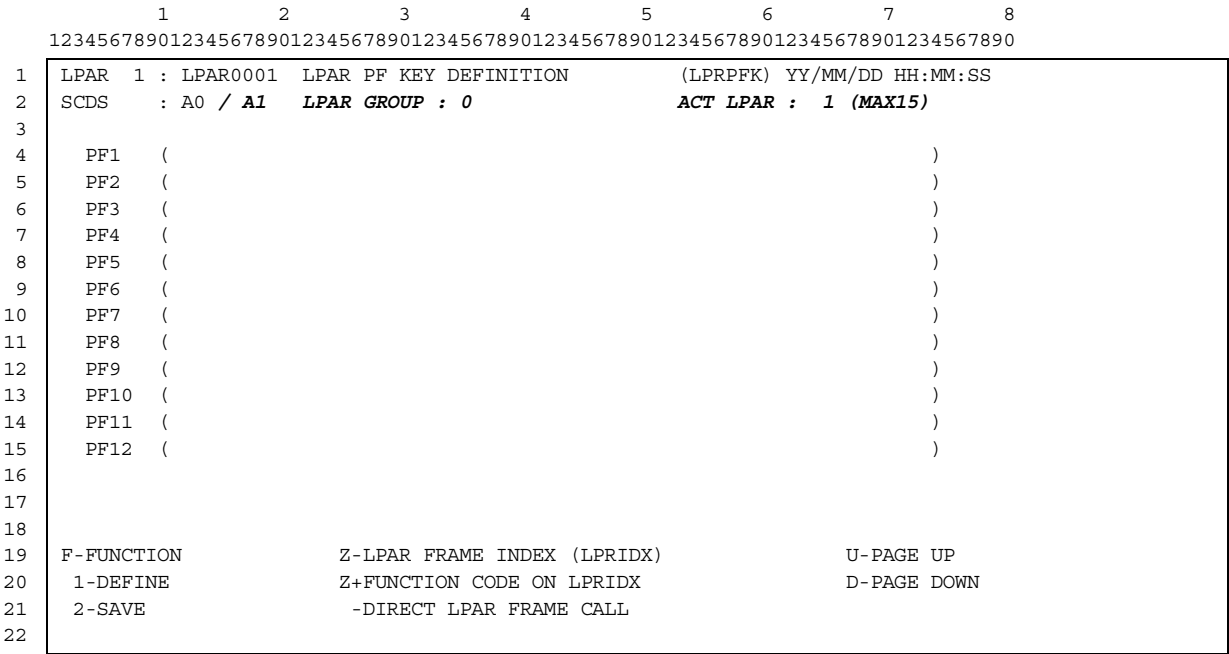 1 2 3 4 5 6 7 8
12345678901234567890123456789012345678901234567890123456789012345678901234567890
1 LPAR 1 : LPAR0001 LPAR PF KEY DEFINITION (LPRPFK) YY/MM/DD HH:MM:SS
2 SCDS : A0 / A1 LPAR GROUP : 0 ACT LPAR : 1 (MAX15)
3
4 PF1 ( )
5 PF2 ( )
6 PF3 ( )
7 PF4 ( )
8 PF5 ( )
9 PF6 ( )
10 PF7 ( )
11 PF8 ( )
12 PF9 ( )
13 PF10 ( )
14 PF11 ( )
15 PF12 ( )
16
17
18
19 F-FUNCTION Z-LPAR FRAME INDEX (LPRIDX) U-PAGE UP
20 1-DEFINE Z+FUNCTION CODE ON LPRIDX D-PAGE DOWN
21 2-SAVE -DIRECT LPAR FRAME CALL
22